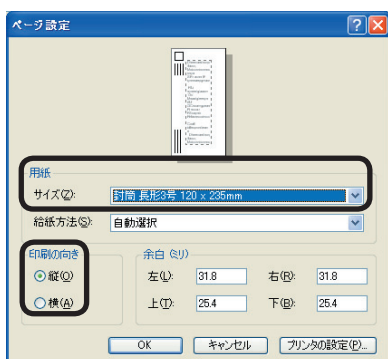 ページ設定
用紙
サイズ(Z): 封筒 長形3号 120 x 235mm
給紙方法(S): 自動選択
印刷の向き
縦(O)
横(A)
余白 (ミリ)
左(L): 31.8 右(R): 31.8
上(T): 25.4 下(B): 25.4
OK キャンセル プリンタの設定(P)...